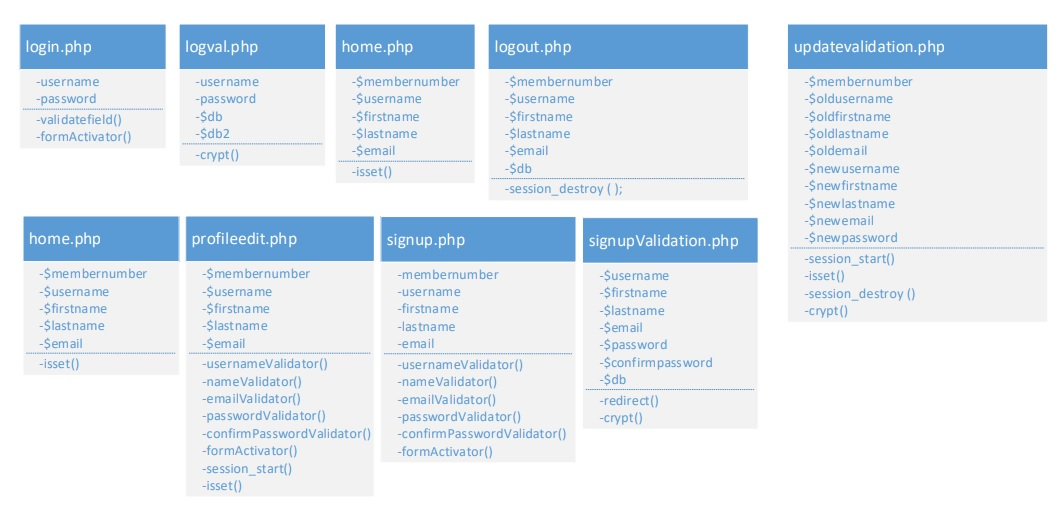 login.php
-username
-password
-validatefield()
-formActivator()
logval.php
-username
-password
-$db
-$db2
-crypt()
home.php
-$membernumber
-$username
-$firstname
-$lastname
-$email
-isset()
logout.php
-$membernumber
-$username
-$firstname
-$lastname
-$email
-$db
-session_destroy ( );
updatevalidation.php
-$membernumber
-$oldusername
-$oldfirstname
-$oldlastname
-$oldemail
-$newusername
-$newfirstname
-$newlastname
-$newemail
-$newpassword
-session_start()
-isset()
-session_destroy ()
-crypt()
home.php
-$membernumber
-$username
-$firstname
-$lastname
-$email
-isset()
profileedit.php
-$membernumber
-$username
-$firstname
-$lastname
-$email
-usernameValidator()
-nameValidator()
-emailValidator()
-passwordValidator()
-confirmPasswordValidator()
-formActivator()
-session_start()
-isset()
signup.php
-membernumber
-username
-firstname
-lastname
-email
-usernameValidator()
-nameValidator()
-emailValidator()
-passwordValidator()
-confirmPasswordValidator()
-formActivator()
signupValidation.php
-$username
-$firstname
-$lastname
-$email
-$password
-$confirmpassword
-$db
-redirect()
-crypt()